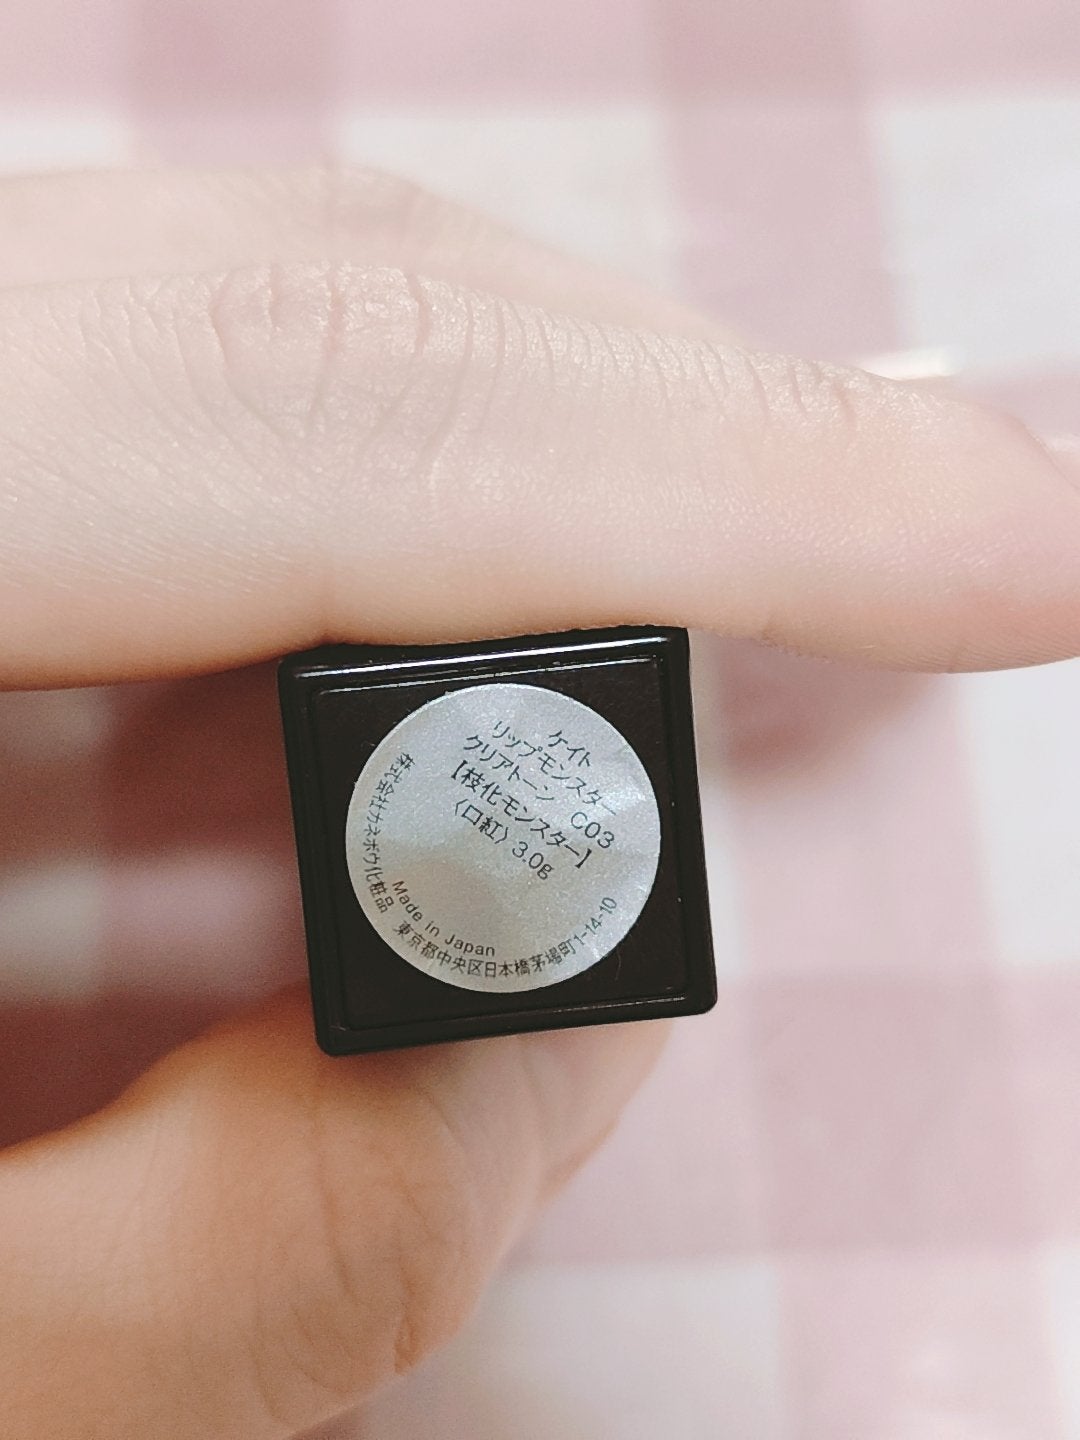 ケイト
リップモンスター
クリアトーン C03
【枝化モンスター】
〈口紅〉3.0g
Made in Japan
株式会社カネボウ化粧品 東京都中央区日本橋茅場町1-14-10